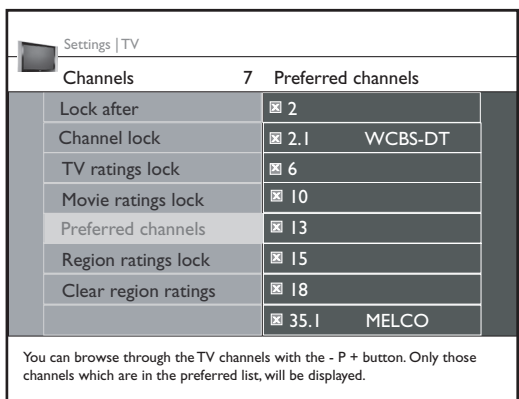 Settings | TV
Channels 7 Preferred channels
Lock after
Channel lock
TV ratings lock
Movie ratings lock
Preferred channels
Region ratings lock
Clear region ratings
2
2.1 WCBS-DT
6
10
13
15
18
35.1 MELCO
You can browse through the TV channels with the - P + button. Only those
channels which are in the preferred list, will be displayed.